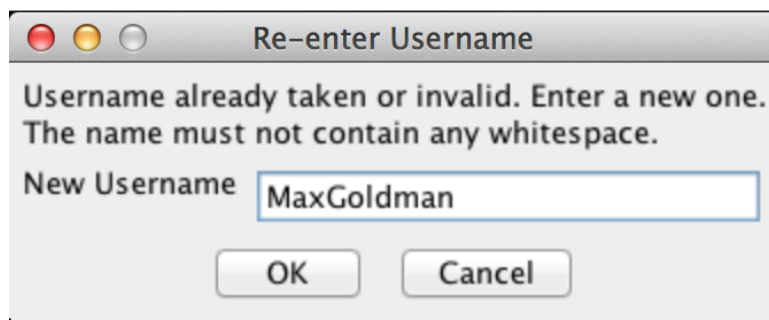 Re-enter Username
Username already taken or invalid. Enter a new one.
The name must not contain any whitespace.
New Username MaxGoldman
OK Cancel